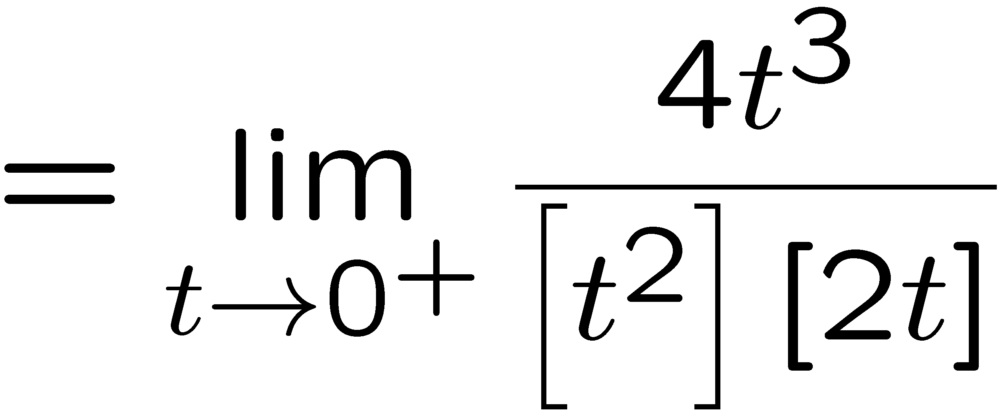 = lim_{t→0^+} \frac{4t^3}{[t^2] [2t]}